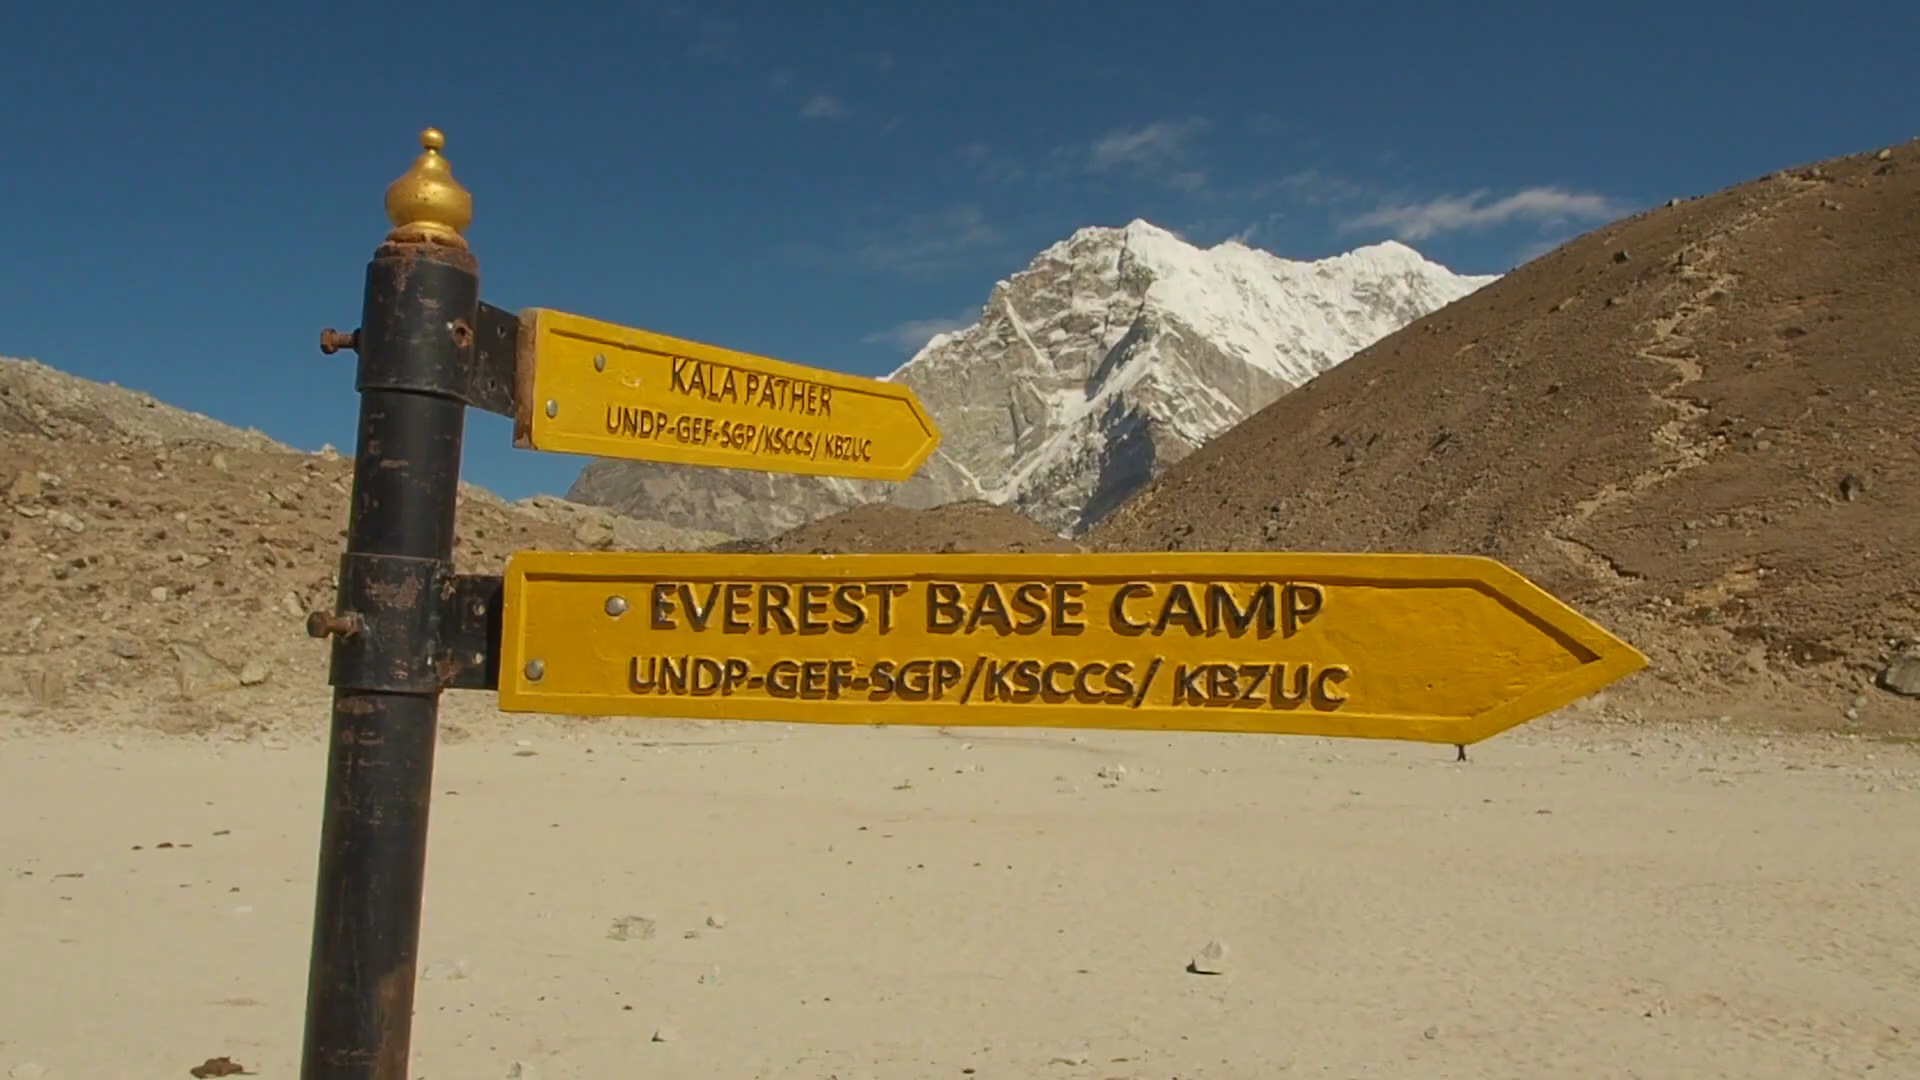 KALA PATHER
UNDP-GEF-SGP/KSCCS/ KBZUC
EVEREST BASE CAMP
UNDP-GEF-SGP/KSCCS/ KBZUC